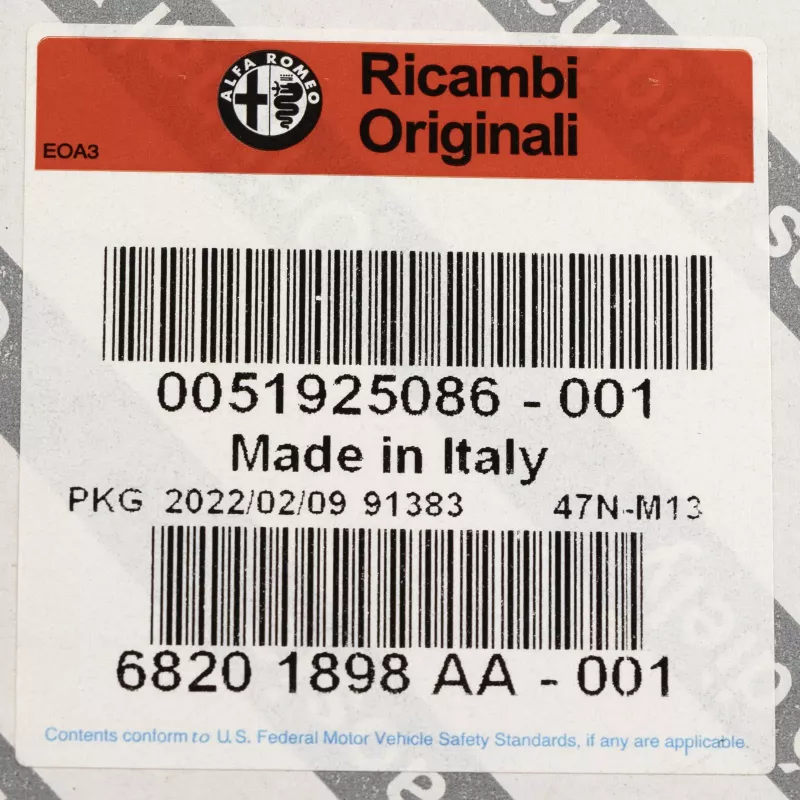 ALFA ROMEO
Ricambi
Originali
EOA3
0051925086 - 001
Made in Italy
PKG 2022/02/09 91383 47N-M13
6820 1898 AA - 001
Contents conform to U.S. Federal Motor Vehicle Safety Standards, if any are applicable.